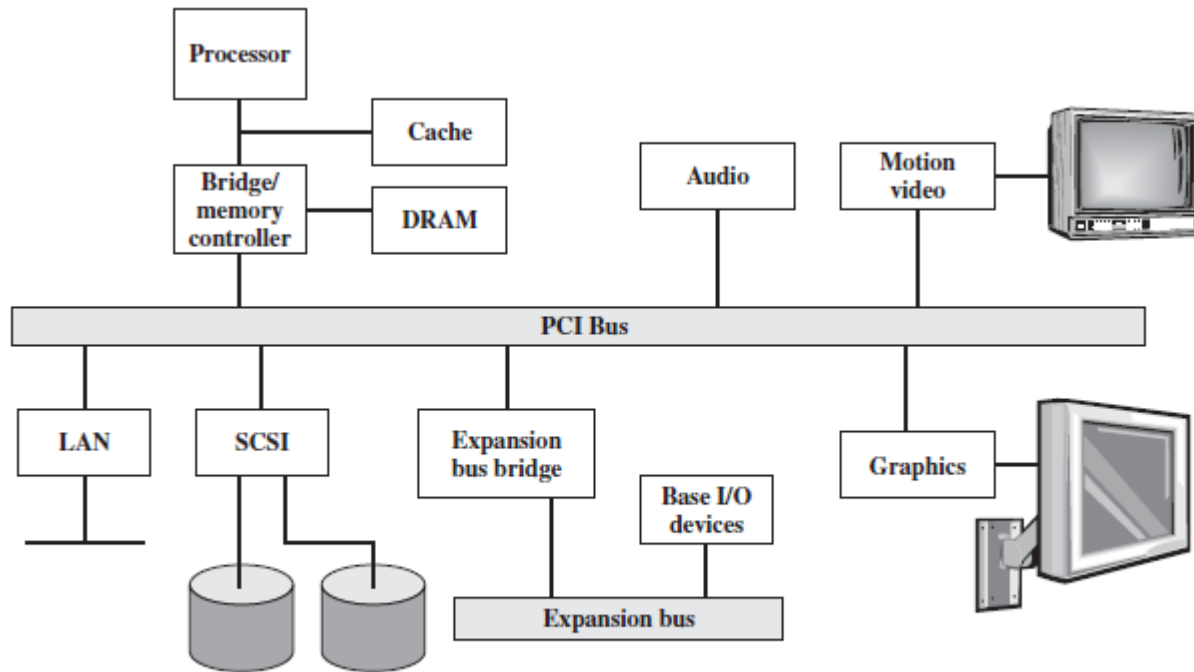 Processor
Cache
Bridge/
memory
controller
DRAM
Audio
Motion
video
PCI Bus
LAN
SCSI
Expansion
bus bridge
Base I/O
devices
Graphics
Expansion bus